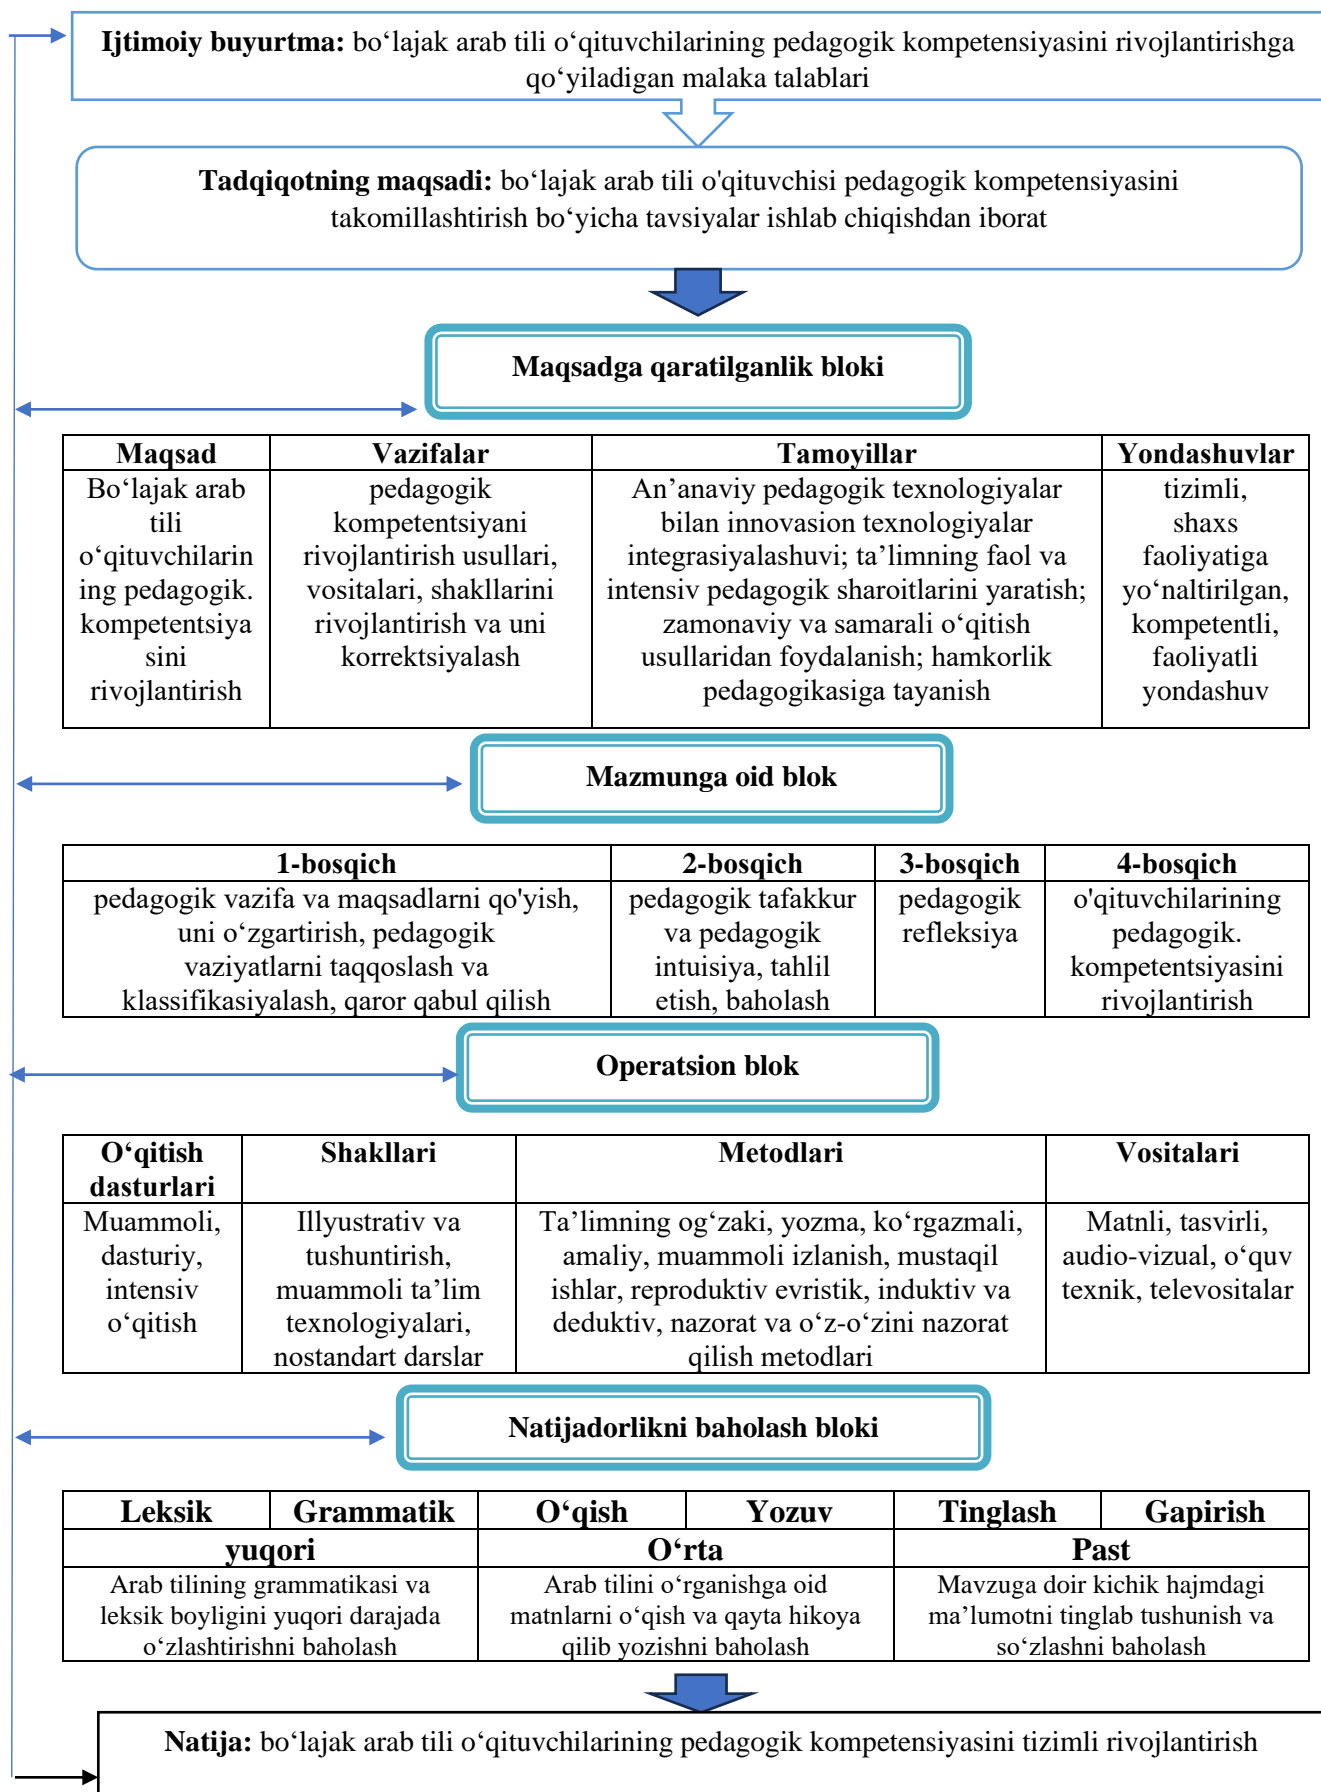 Ijtimoiy buyurtma: bo‘lajak arab tili o‘qituvchilarining pedagogik kompetensiyasini rivojlantirishga
qo‘yiladigan malaka talablari
Tadqiqotning maqsadi: bo‘lajak arab tili o'qituvchisi pedagogik kompetensiyasini
takomillashtirish bo‘yicha tavsiyalar ishlab chiqishdan iborat
Maqsadga qaratilganlik bloki
Maqsad
Bo‘lajak arab
tili
o‘qituvchilarin
ing pedagogik.
kompetentsiya
sini
rivojlantirish
Vazifalar
pedagogik
kompetentsiyani
rivojlantirish usullari,
vositalari, shakllarini
rivojlantirish va uni
korrektsiyalash
Tamoyillar
An’anaviy pedagogik texnologiyalar
bilan innovasion texnologiyalar
integrasiyalashuvi; ta’limning faol va
intensiv pedagogik sharoitlarini yaratish;
zamonaviy va samarali o‘qitish
usullaridan foydalanish; hamkorlik
pedagogikasiga tayanish
Yondashuvlar
tizimli,
shaxs
faoliyatiga
yo‘naltirilgan,
kompetentli,
faoliyatli
yondashuv
Mazmunga oid blok
1-bosqich
pedagogik vazifa va maqsadlarni qo'yish,
uni o‘zgartirish, pedagogik
vaziyatlarni taqqoslash va
klassifikasiyalash, qaror qabul qilish
2-bosqich
pedagogik tafakkur
va pedagogik
intuisiya, tahlil
etish, baholash
3-bosqich
pedagogik
refleksiya
4-bosqich
o'qituvchilarining
pedagogik.
kompetentsiyasini
rivojlantirish
Operatsion blok
O‘qitish
dasturlari
Muammoli,
dasturiy,
intensiv
o‘qitish
Shakllari
Illyustrativ va
tushuntirish,
muammoli ta’lim
texnologiyalari,
nostandart darslar
Metodlari
Ta’limning og‘zaki, yozma, ko‘rgazmali,
amaliy, muammoli izlanish, mustaqil
ishlar, reproduktiv evristik, induktiv va
deduktiv, nazorat va o‘z-o‘zini nazorat
qilish metodlari
Vositalari
Matnli, tasvirli,
audio-vizual, o‘quv
texnik, televositalar
Natijadorlikni baholash bloki
Leksik Grammatik O‘qish Yozuv Tinglash Gapirish
yuqori
Arab tilining grammatikasi va
leksik boyligini yuqori darajada
o‘zlashtirishni baholash
O‘rta
Arab tilini o‘rganishga oid
matnlarni o‘qish va qayta hikoya
qilib yozishni baholash
Past
Mavzuga doir kichik hajmdagi
ma’lumotni tinglab tushunish va
so‘zlashni baholash
Natija: bo‘lajak arab tili o‘qituvchilarining pedagogik kompetensiyasini tizimli rivojlantirish